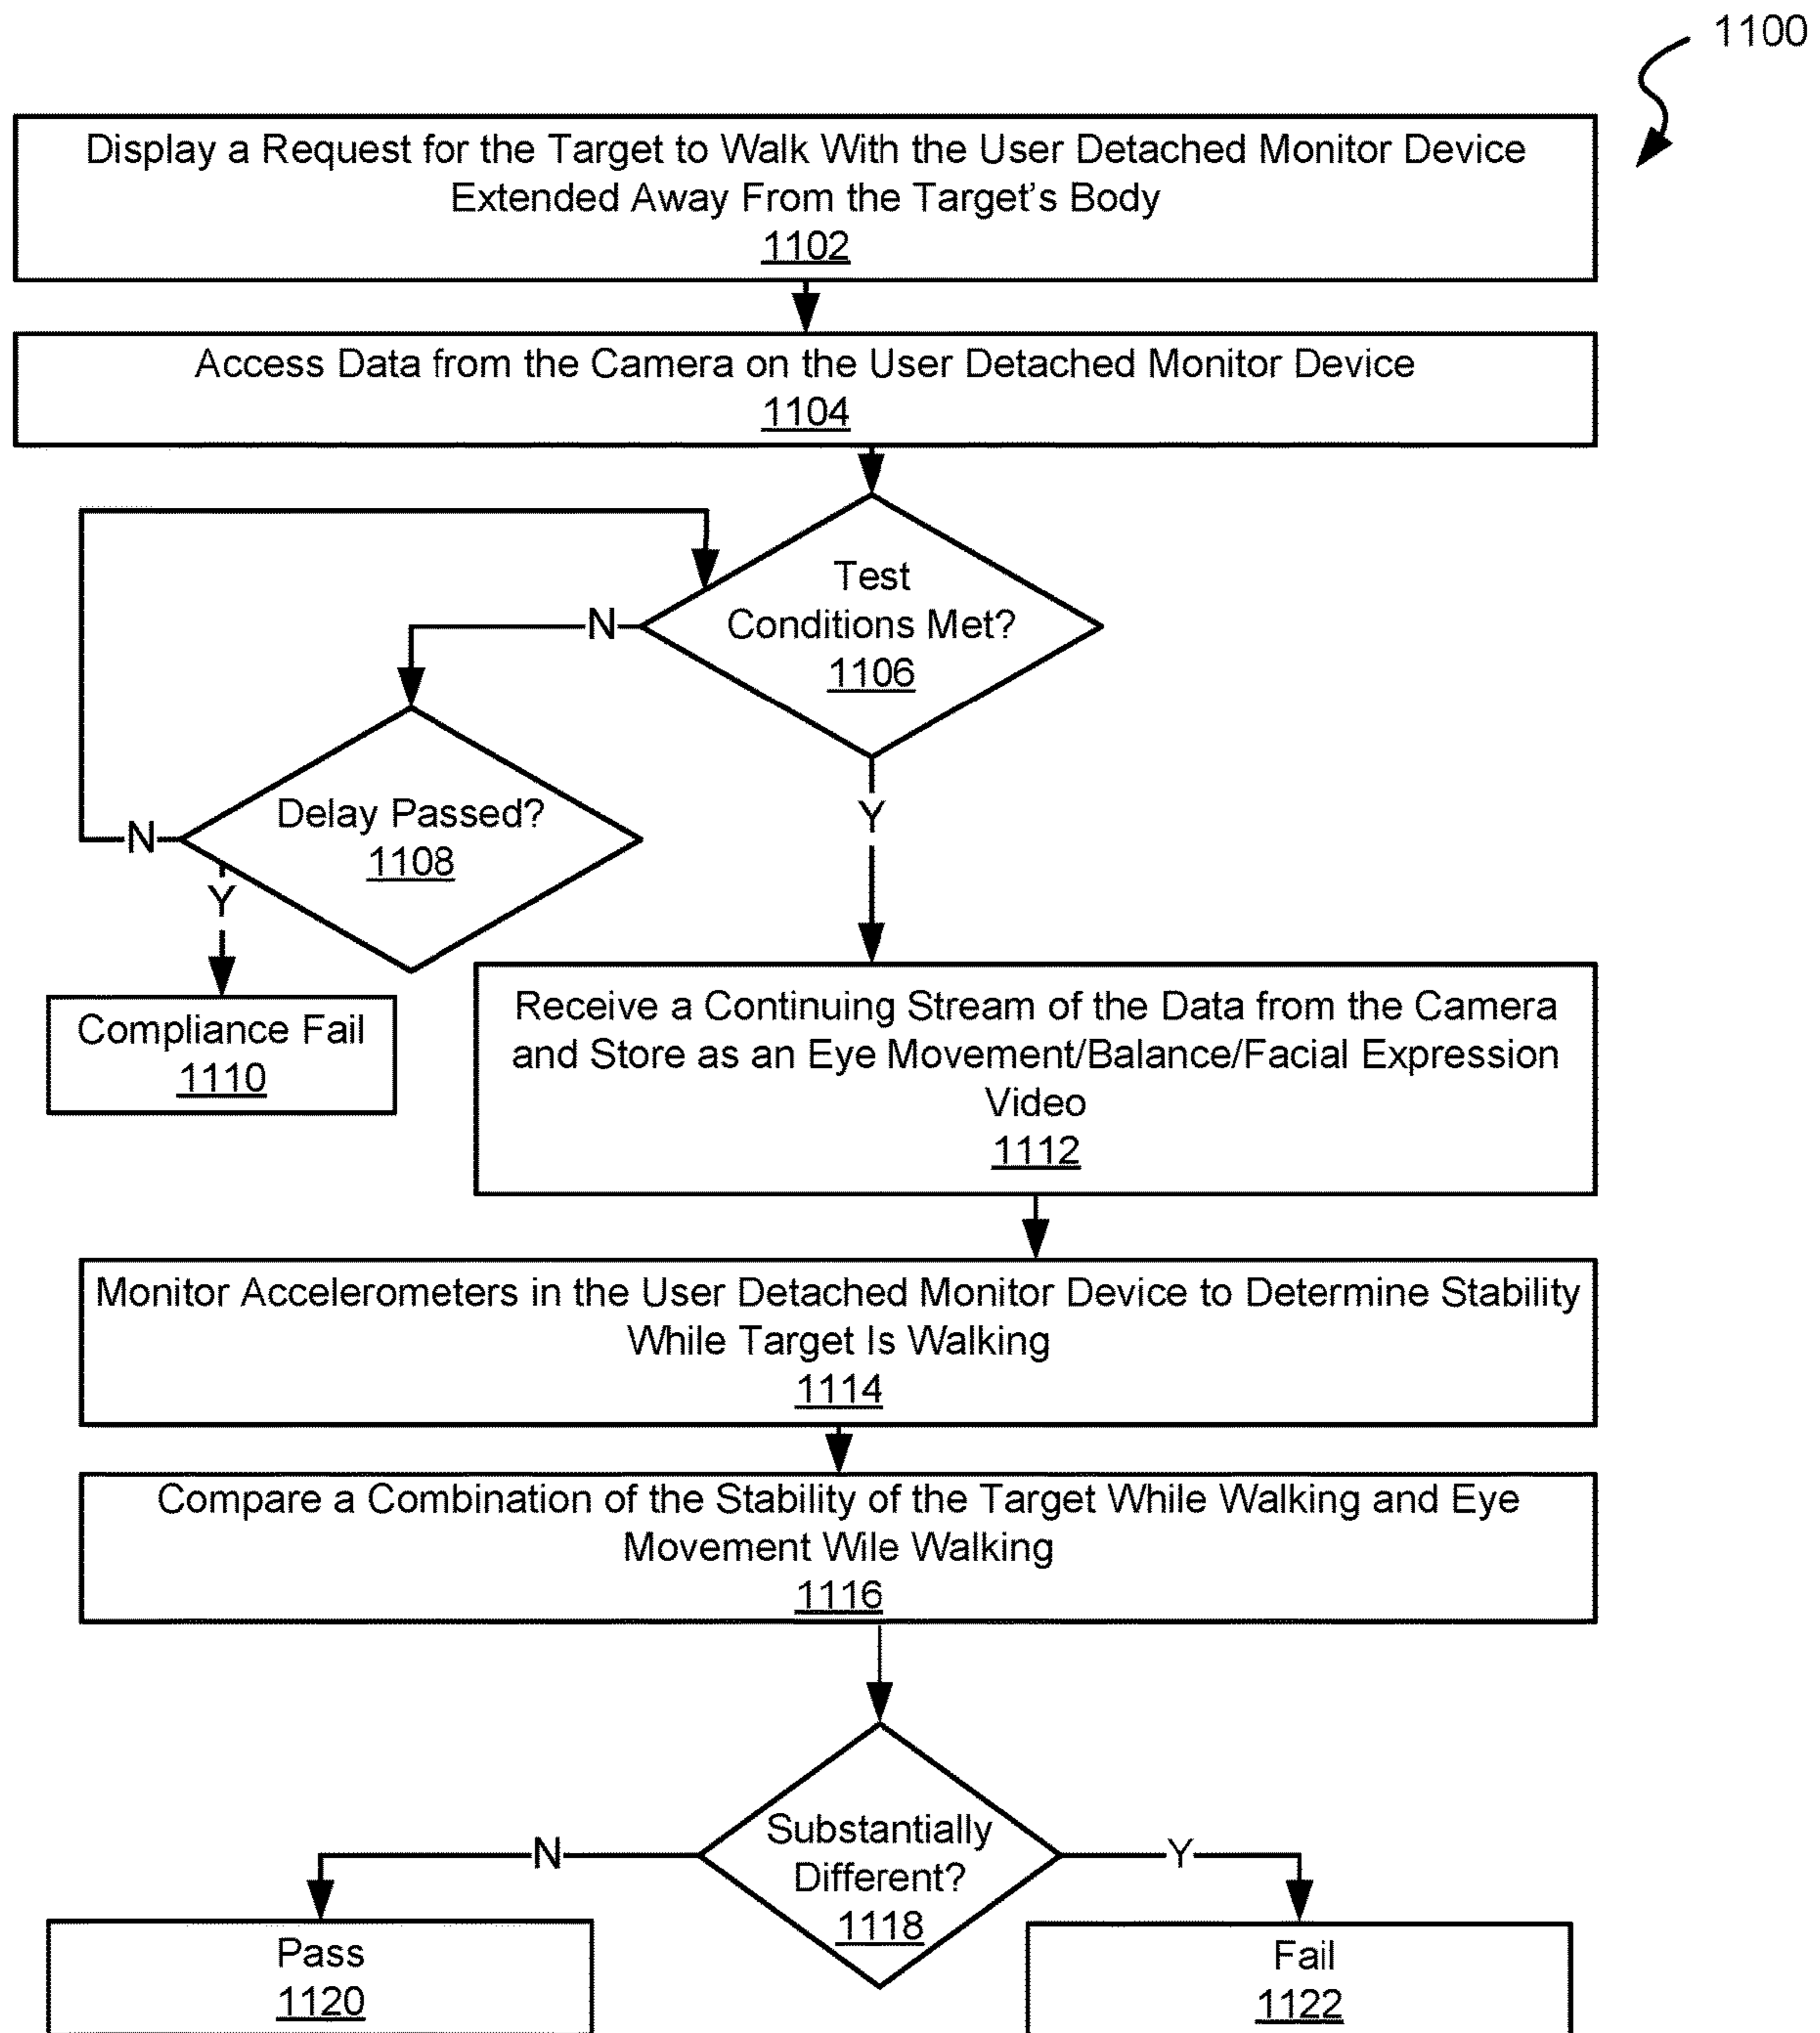 1100
Display a Request for the Target to Walk With the User Detached Monitor Device
Extended Away From the Target's Body
1102
Access Data from the Camera on the User Detached Monitor Device
1104
Test
Conditions Met?
1106
N
Delay Passed?
1108
Y
N
Y
Compliance Fail
1110
Receive a Continuing Stream of the Data from the Camera
and Store as an Eye Movement/Balance/Facial Expression
Video
1112
Monitor Accelerometers in the User Detached Monitor Device to Determine Stability
While Target Is Walking
1114
Compare a Combination of the Stability of the Target While Walking and Eye
Movement Wile Walking
1116
Substantially
Different?
1118
N
Y
Pass
1120
Fail
1122